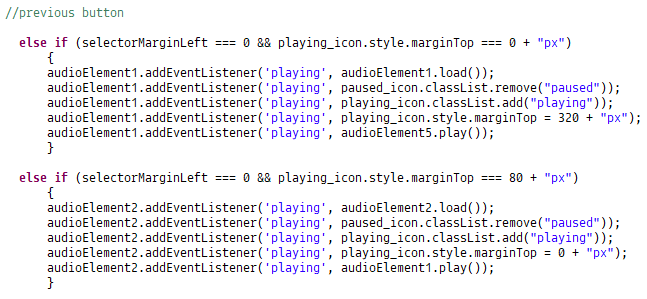 //previous button
else if (selectorMarginLeft === 0 && playing_icon.style.marginTop === 0 + "px")
{
audioElement1.addEventListener('playing', audioElement1.load());
audioElement1.addEventListener('playing', paused_icon.classList.remove("paused"));
audioElement1.addEventListener('playing', playing_icon.classList.add("playing"));
audioElement1.addEventListener('playing', playing_icon.style.marginTop = 320 + "px");
audioElement1.addEventListener('playing', audioElement5.play());
}
else if (selectorMarginLeft === 0 && playing_icon.style.marginTop === 80 + "px")
{
audioElement2.addEventListener('playing', audioElement2.load());
audioElement2.addEventListener('playing', paused_icon.classList.remove("paused"));
audioElement2.addEventListener('playing', playing_icon.classList.add("playing"));
audioElement2.addEventListener('playing', playing_icon.style.marginTop = 0 + "px");
audioElement2.addEventListener('playing', audioElement1.play());
}